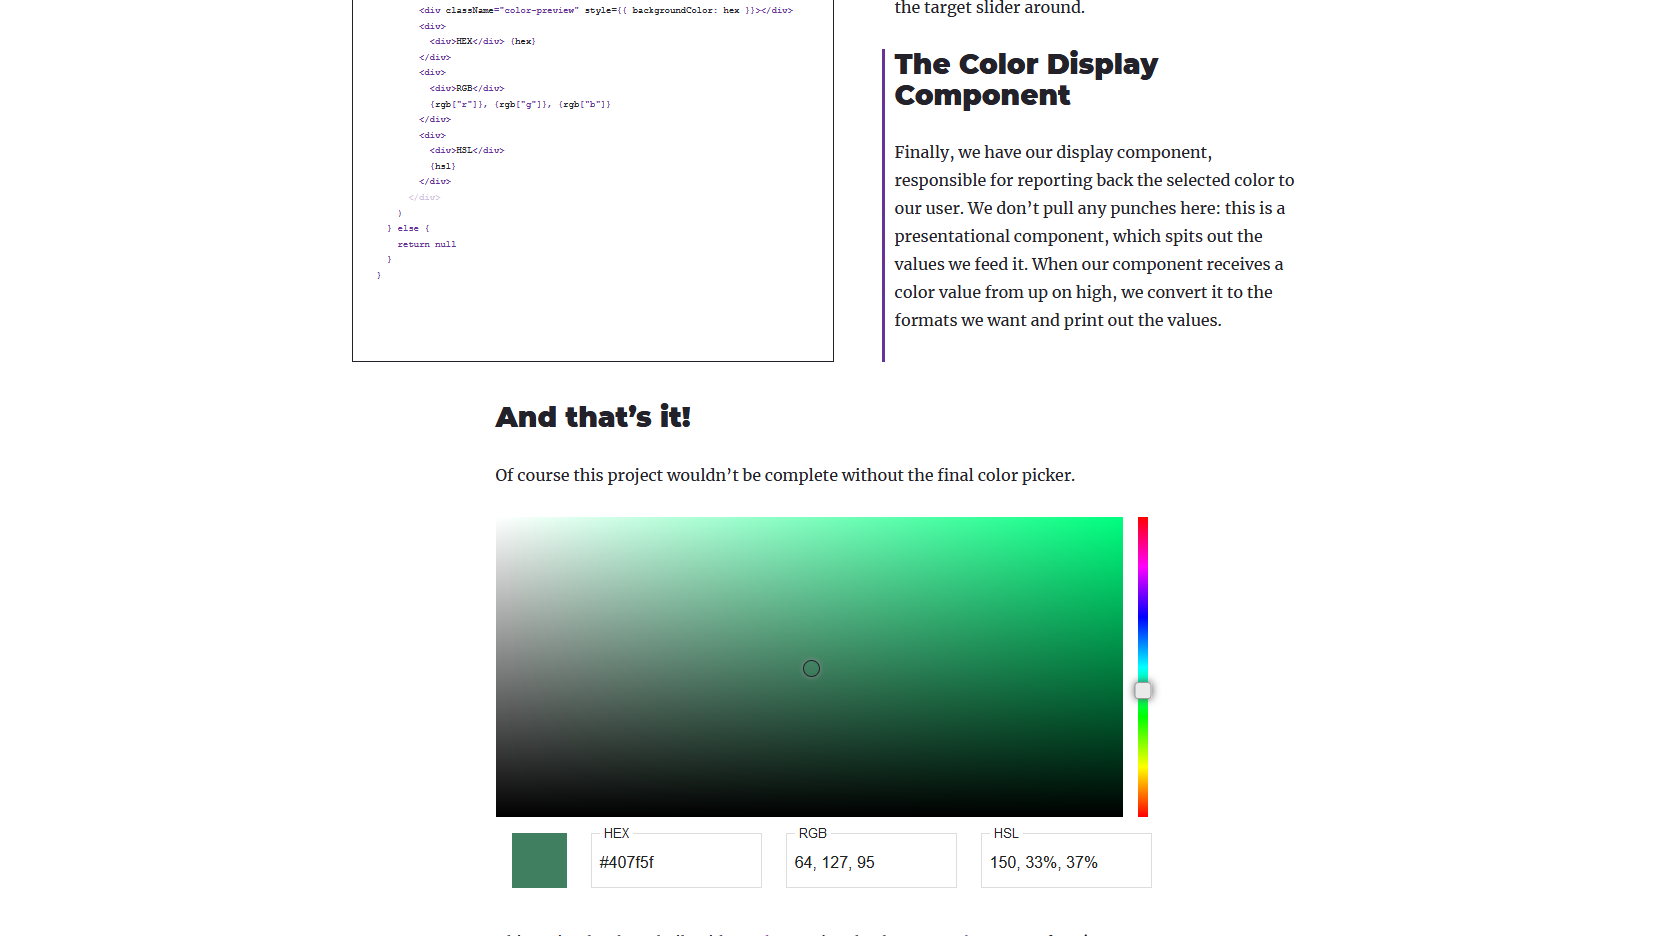 <div className="color-preview" style={{ backgroundColor: hex }}></div>
<div>
<div>HEX</div> {hex}
</div>
<div>
<div>RGB</div>
{rgb["r"]}, {rgb["g"]}, {rgb["b"]}
</div>
<div>
<div>HSL</div>
{hsl}
</div>
</div>
)
} else {
return null
}
}
the target slider around.
The Color Display
Component
Finally, we have our display component,
responsible for reporting back the selected color to
our user. We don’t pull any punches here: this is a
presentational component, which spits out the
values we feed it. When our component receives a
color value from up on high, we convert it to the
formats we want and print out the values.
And that’s it!
Of course this project wouldn’t be complete without the final color picker.
HEX
#407f5f
RGB
64, 127, 95
HSL
150, 33%, 37%